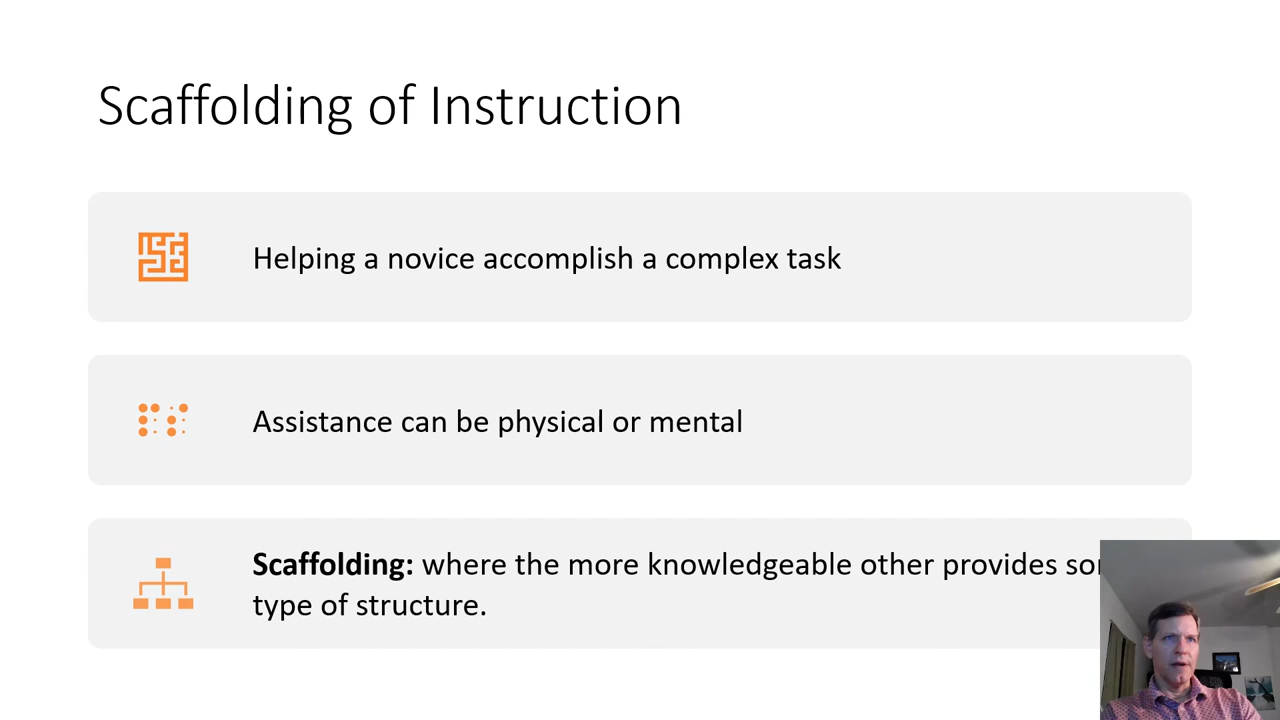 Scaffolding of Instruction
Helping a novice accomplish a complex task
Assistance can be physical or mental
Scaffolding: where the more knowledgeable other provides
type of structure.